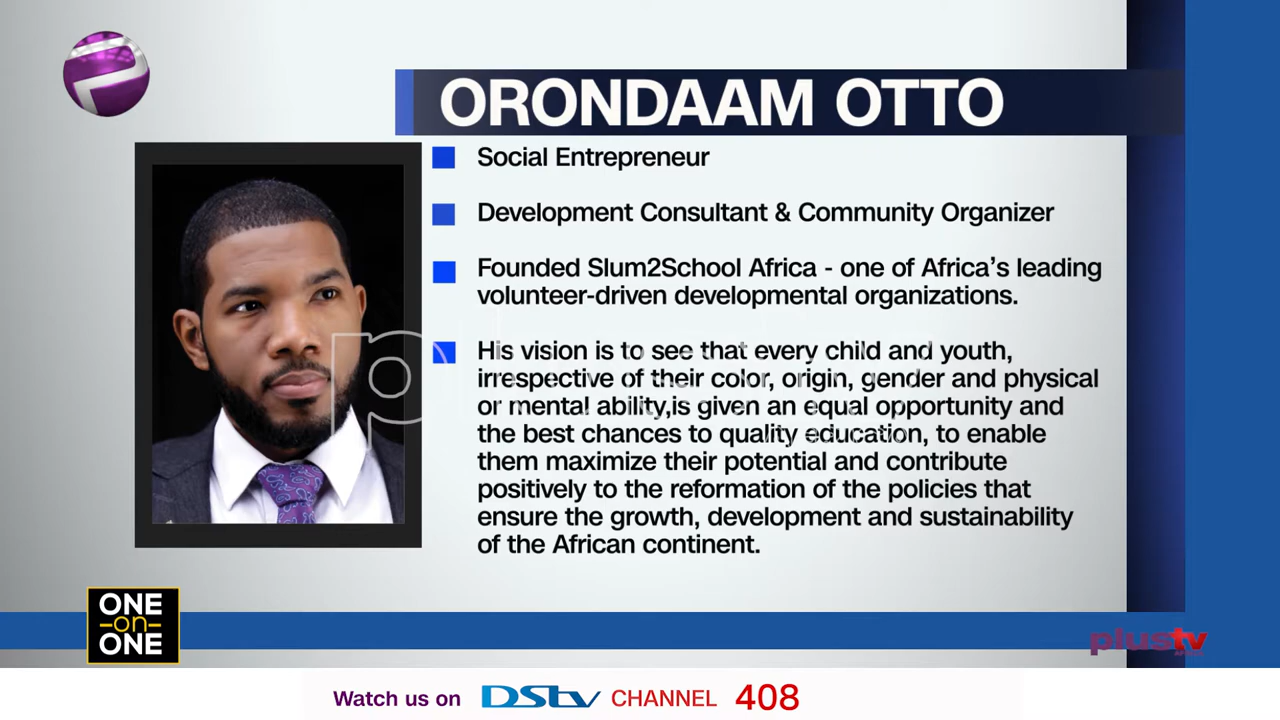 ORONDAAM OTTO
Social Entrepreneur
Development Consultant & Community Organizer
Founded Slum2School Africa - one of Africa's leading
volunteer-driven developmental organizations.
His vision is to see that every child and youth,
irrespective of their color, origin, gender and physical
or mental ability,is given an equal opportunity and
the best chances to quality education, to enable
them maximize their potential and contribute
positively to the reformation of the policies that
ensure the growth, development and sustainability
of the African continent.
ONE
on
ONE
plustv
Watch us on DStv CHANNEL 408